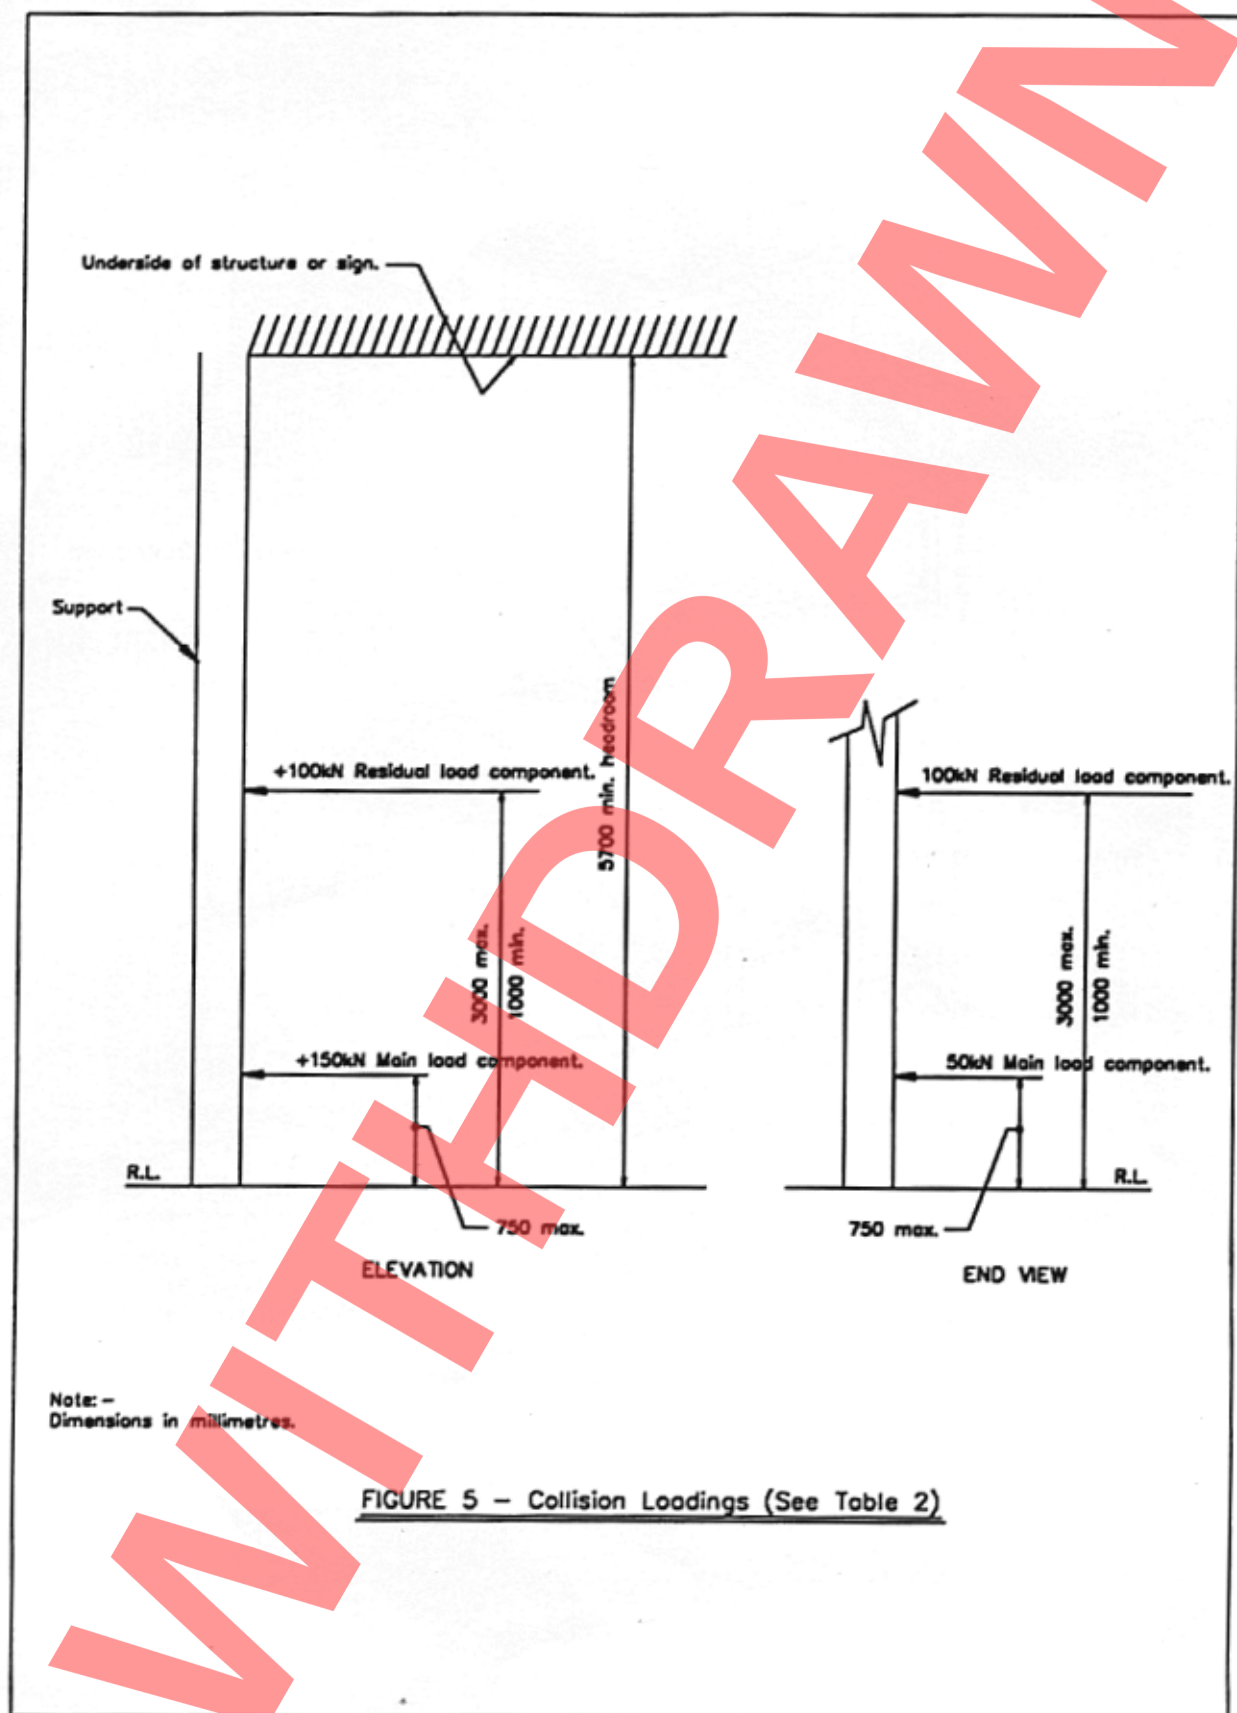 Underside of structure or sign.
Support
+100kN Residual load component.
5700 min. headroom
3000 max.
1000 min.
+150kN Main load component.
R.L.
750 max.
ELEVATION
100kN Residual load component.
3000 max.
1000 min.
50kN Main load component.
R.L.
750 max.
END VIEW
Note:-
Dimensions in millimetres.
FIGURE 5 - Collision Loadings (See Table 2)
WITHDRAWN